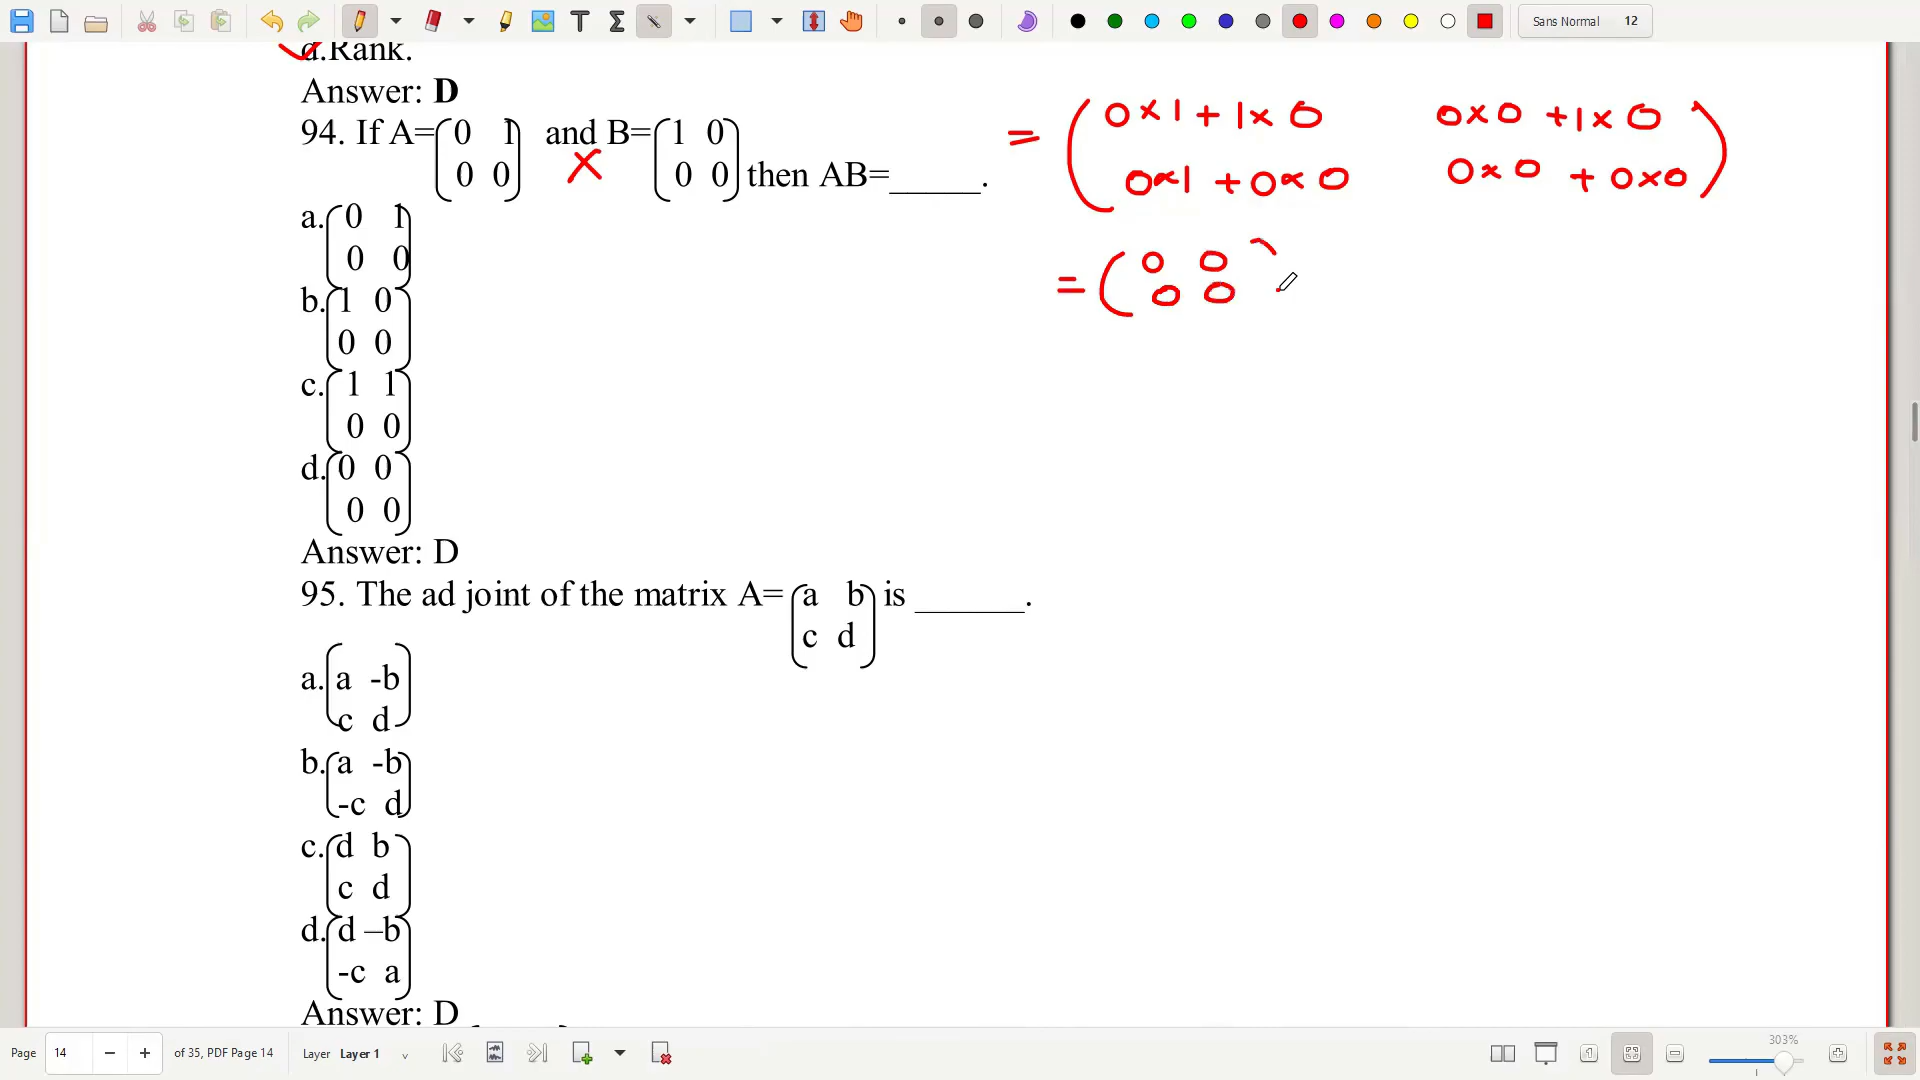 Sans Normal 12
d.Rank.
Answer: D
94. If A= 0 1 and B= 1 0
0 0 × 0 0 then AB=_____.
a. 0 1
0 0
b. 1 0
0 0
c. 1 1
0 0
d. 0 0
0 0
Answer: D
= ( 0×1+1×0 0×0+1×0 )
0×1+0×0 0×0+0×0
= ( 0 0
0 0
95. The ad joint of the matrix A= a b is ______.
c d
a. a -b
c d
b. a -b
-c d
c. d b
c d
d. d –b
-c a
Answer: D
Page 14 of 35, PDF Page 14 Layer Layer 1 303%